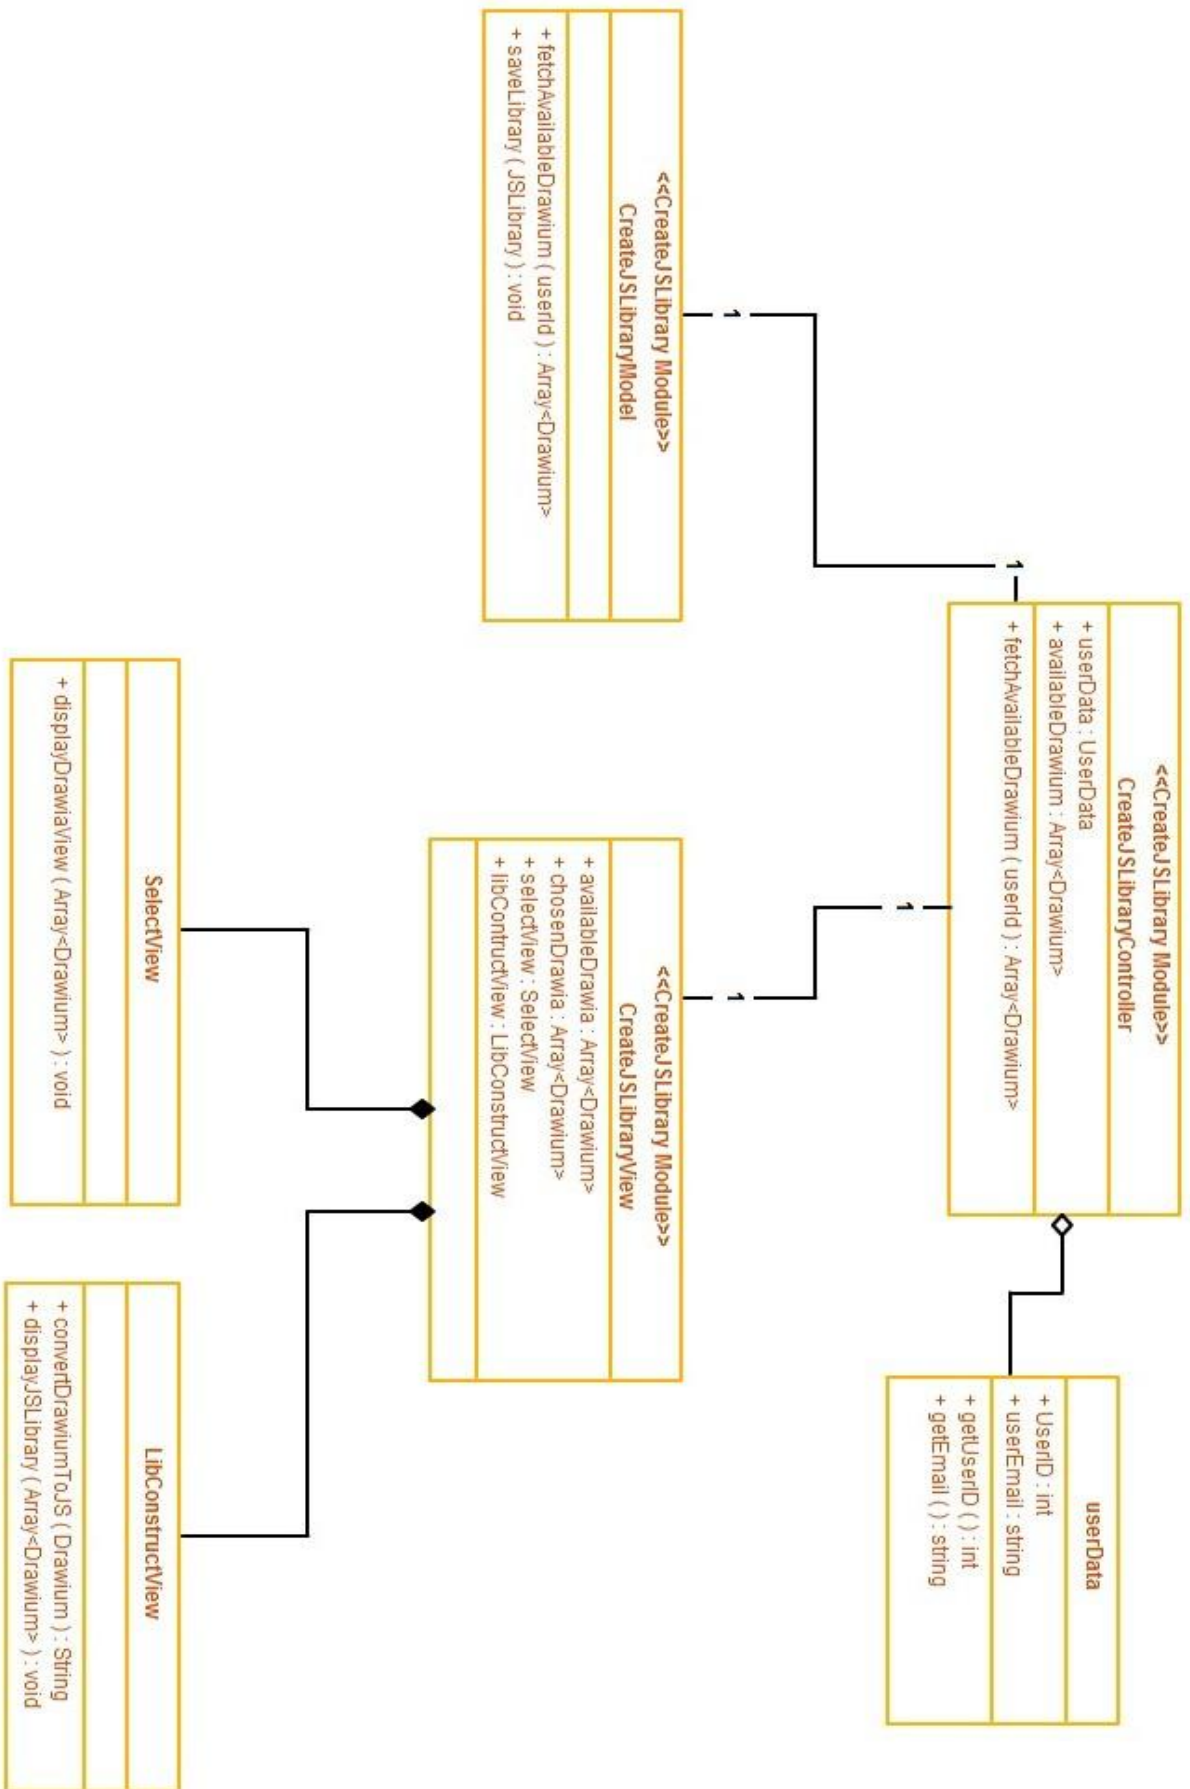 <<CreateJSLibrary Module>>
CreateJSLibraryController
+ userData : UserData
+ availableDrawium : Array<Drawium>
+ fetchAvailableDrawium ( userId ) : Array<Drawium>
userData
+ UserID : int
+ userEmail : string
+ getUserID ( ) : int
+ getEmail ( ) : string
1
1
1
1
<<CreateJSLibrary Module>>
CreateJSLibraryModel
+ fetchAvailableDrawium ( userId ) : Array<Drawium>
+ saveLibrary ( JSLibrary ) : void
<<CreateJSLibrary Module>>
CreateJSLibraryView
+ availableDrawia : Array<Drawium>
+ chosenDrawia : Array<Drawium>
+ selectView : SelectView
+ libContructView : LibConstructView
SelectView
+ displayDrawiaView ( Array<Drawium> ) : void
LibConstructView
+ convertDrawiumToJS ( Drawium ) : String
+ displayJSLibrary ( Array<Drawium> ) : void